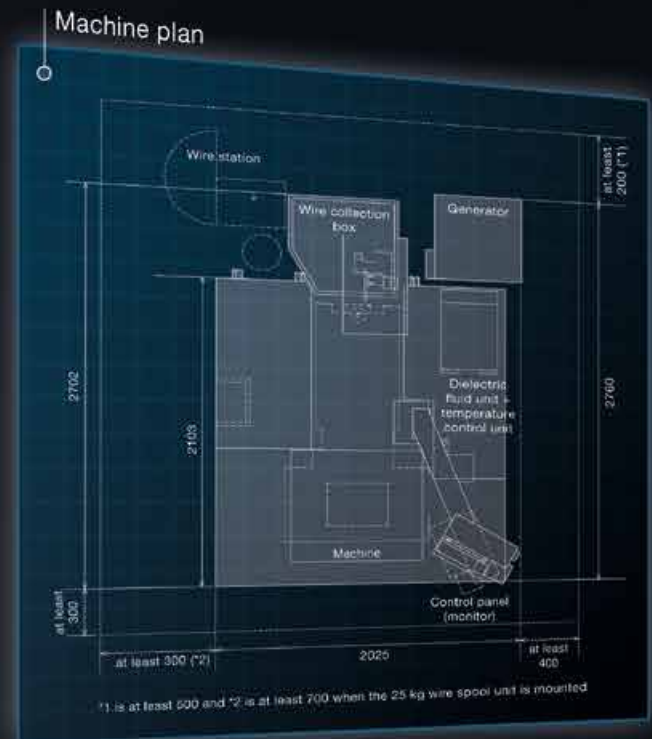 Machine plan
Wire station
at least
200 (*1)
Wire collection
box
Generator
2702
2103
Dielectric
fluid unit +
temperature
control unit
2760
Machine
at least
300
Control panel
(monitor)
at least 300 (*2)
2025
at least
400
*1 is at least 500 and *2 is at least 700 when the 25 kg wire spool unit is mounted